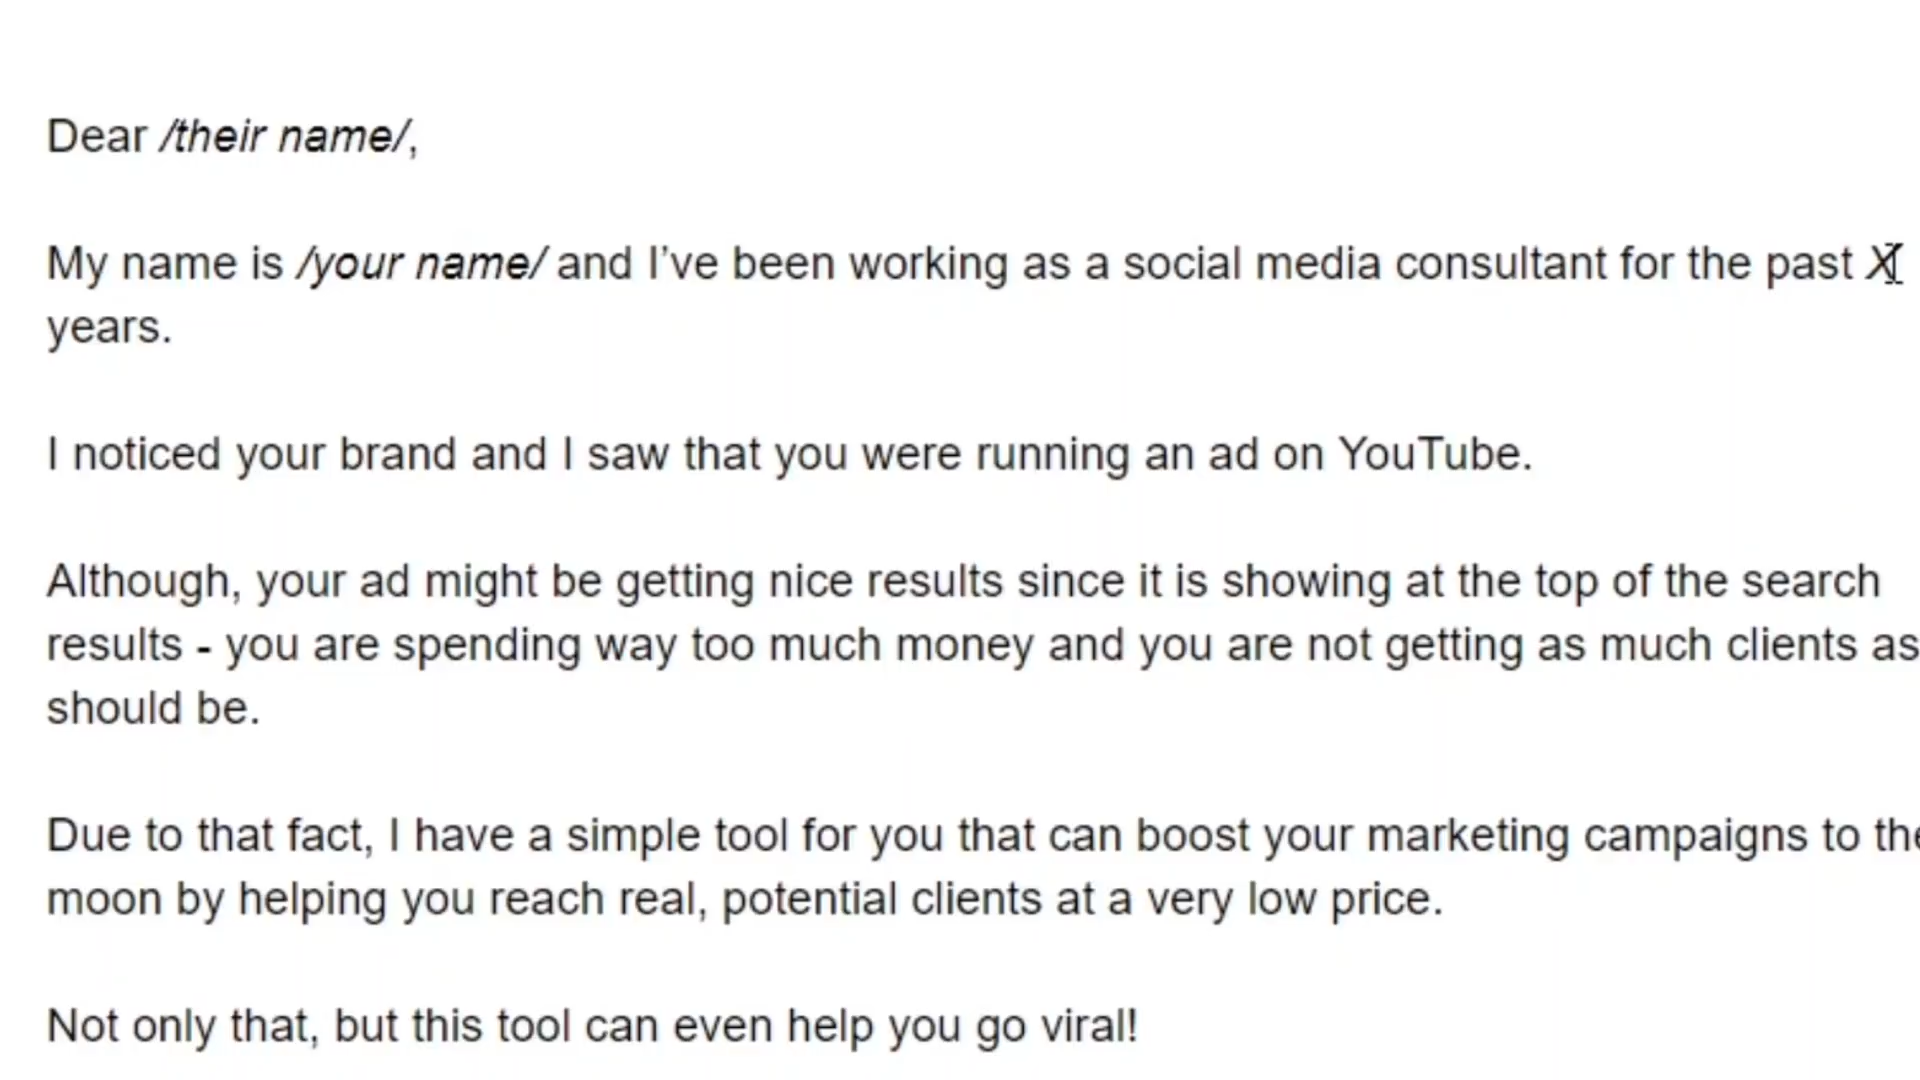 Dear /their name/,
My name is /your name/ and I’ve been working as a social media consultant for the past X
years.
I noticed your brand and I saw that you were running an ad on YouTube.
Although, your ad might be getting nice results since it is showing at the top of the search
results - you are spending way too much money and you are not getting as much clients as
should be.
Due to that fact, I have a simple tool for you that can boost your marketing campaigns to the
moon by helping you reach real, potential clients at a very low price.
Not only that, but this tool can even help you go viral!